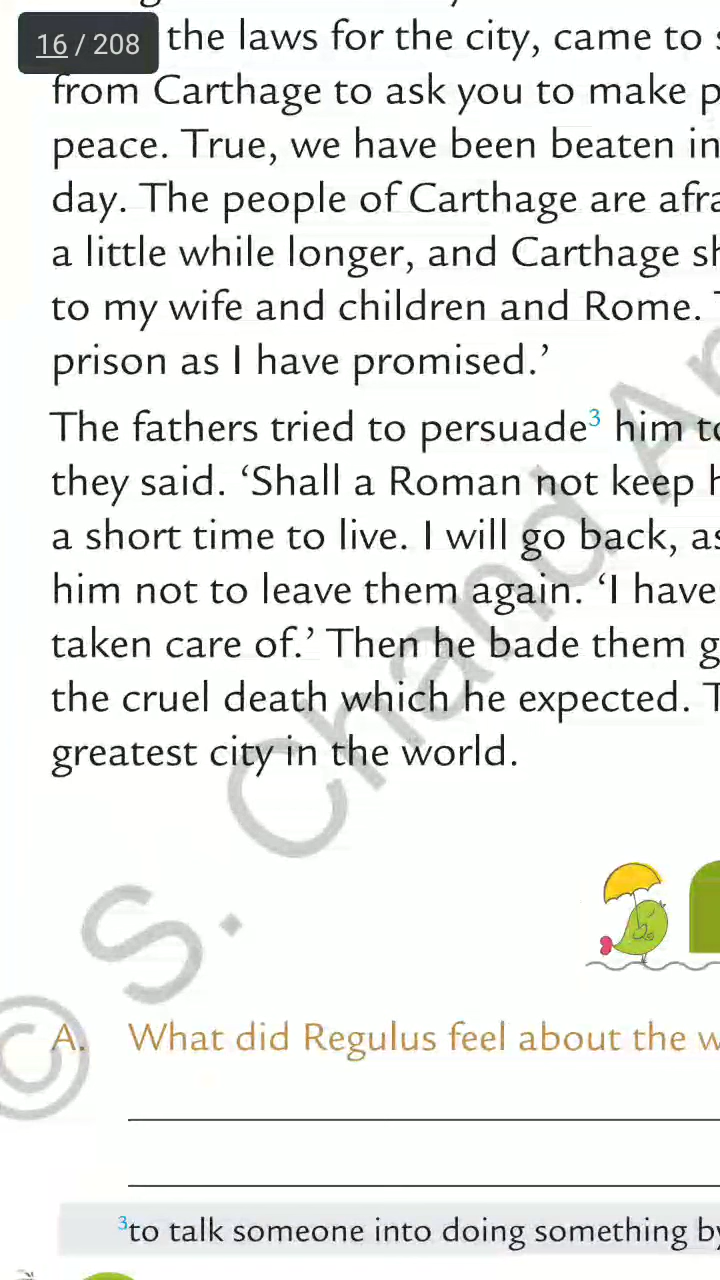 16 / 208
the laws for the city, came to
from Carthage to ask you to make
peace. True, we have been beaten in
day. The people of Carthage are
a little while longer, and Carthage
to my wife and children and Rome.
prison as I have promised.’
The fathers tried to persuade³ him
they said. ‘Shall a Roman not keep
a short time to live. I will go back,
him not to leave them again. ‘I have
taken care of.’ Then he bade them
the cruel death which he expected.
greatest city in the world.
© S. Chand
A. What did Regulus feel about the
³to talk someone into doing something